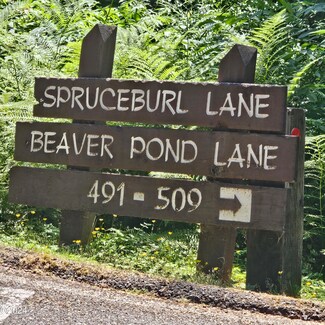 SPRUCEBURL LANE
BEAVER POND LANE
491 - 509